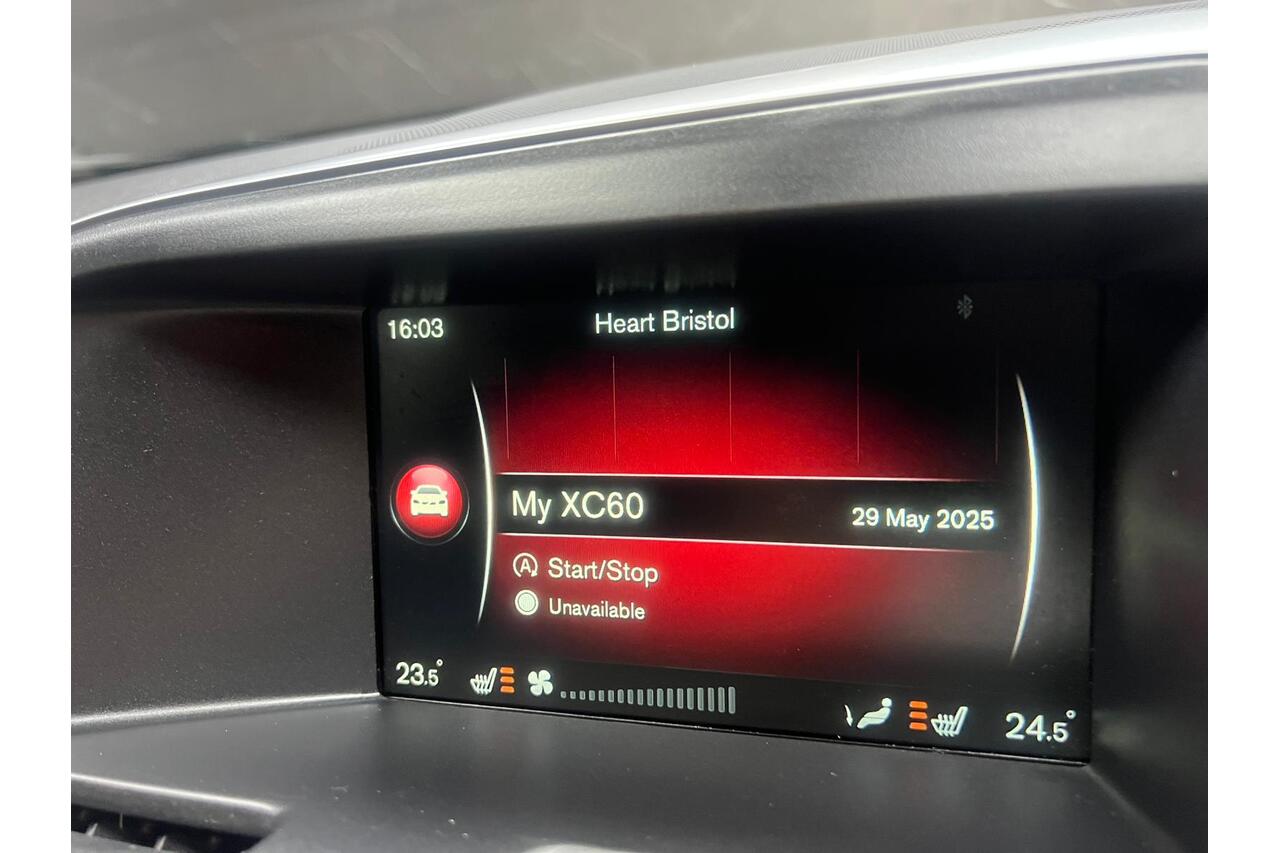 16:03 Heart Bristol
My XC60 29 May 2025
A Start/Stop
Unavailable
23.5° 24.5°